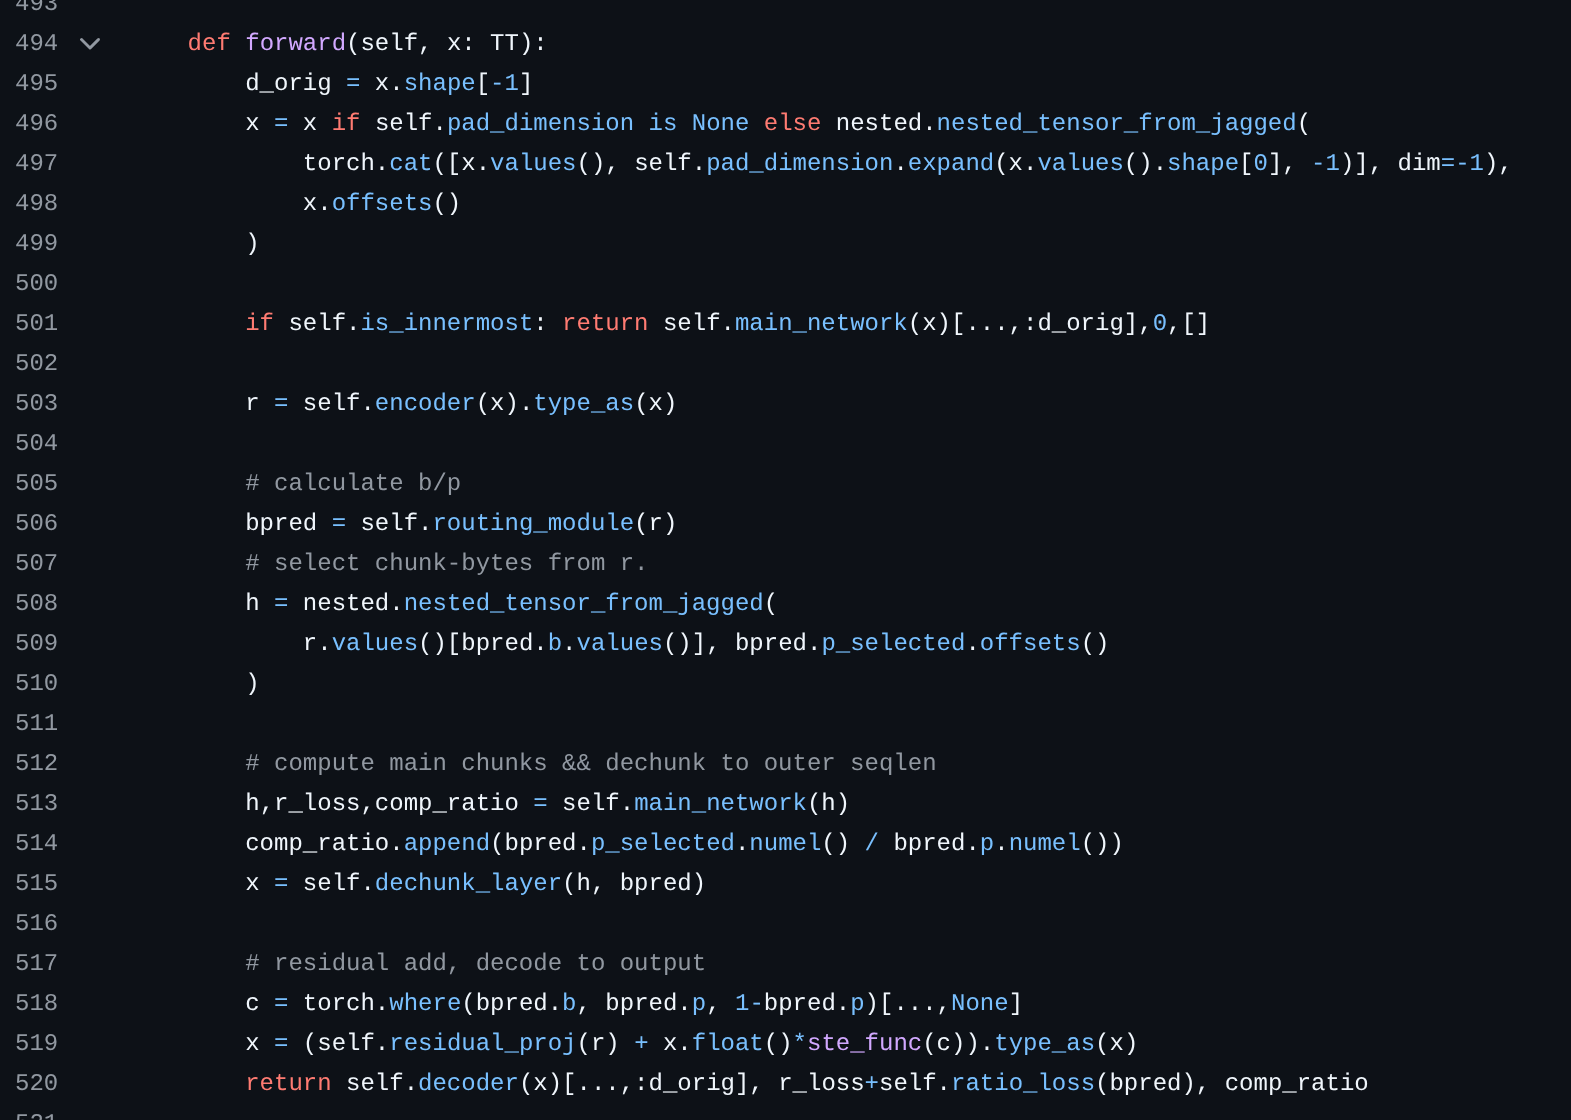 493
494 def forward(self, x: TT):
495 d_orig = x.shape[-1]
496 x = x if self.pad_dimension is None else nested.nested_tensor_from_jagged(
497 torch.cat([x.values(), self.pad_dimension.expand(x.values().shape[0], -1)], dim=-1),
498 x.offsets()
499 )
500
501 if self.is_innermost: return self.main_network(x)[...,:d_orig],0,[]
502
503 r = self.encoder(x).type_as(x)
504
505 # calculate b/p
506 bpred = self.routing_module(r)
507 # select chunk-bytes from r.
508 h = nested.nested_tensor_from_jagged(
509 r.values()[bpred.b.values()], bpred.p_selected.offsets()
510 )
511
512 # compute main chunks && dechunk to outer seqlen
513 h,r_loss,comp_ratio = self.main_network(h)
514 comp_ratio.append(bpred.p_selected.numel() / bpred.p.numel())
515 x = self.dechunk_layer(h, bpred)
516
517 # residual add, decode to output
518 c = torch.where(bpred.b, bpred.p, 1-bpred.p)[...,None]
519 x = (self.residual_proj(r) + x.float()*ste_func(c)).type_as(x)
520 return self.decoder(x)[...,:d_orig], r_loss+self.ratio_loss(bpred), comp_ratio
521